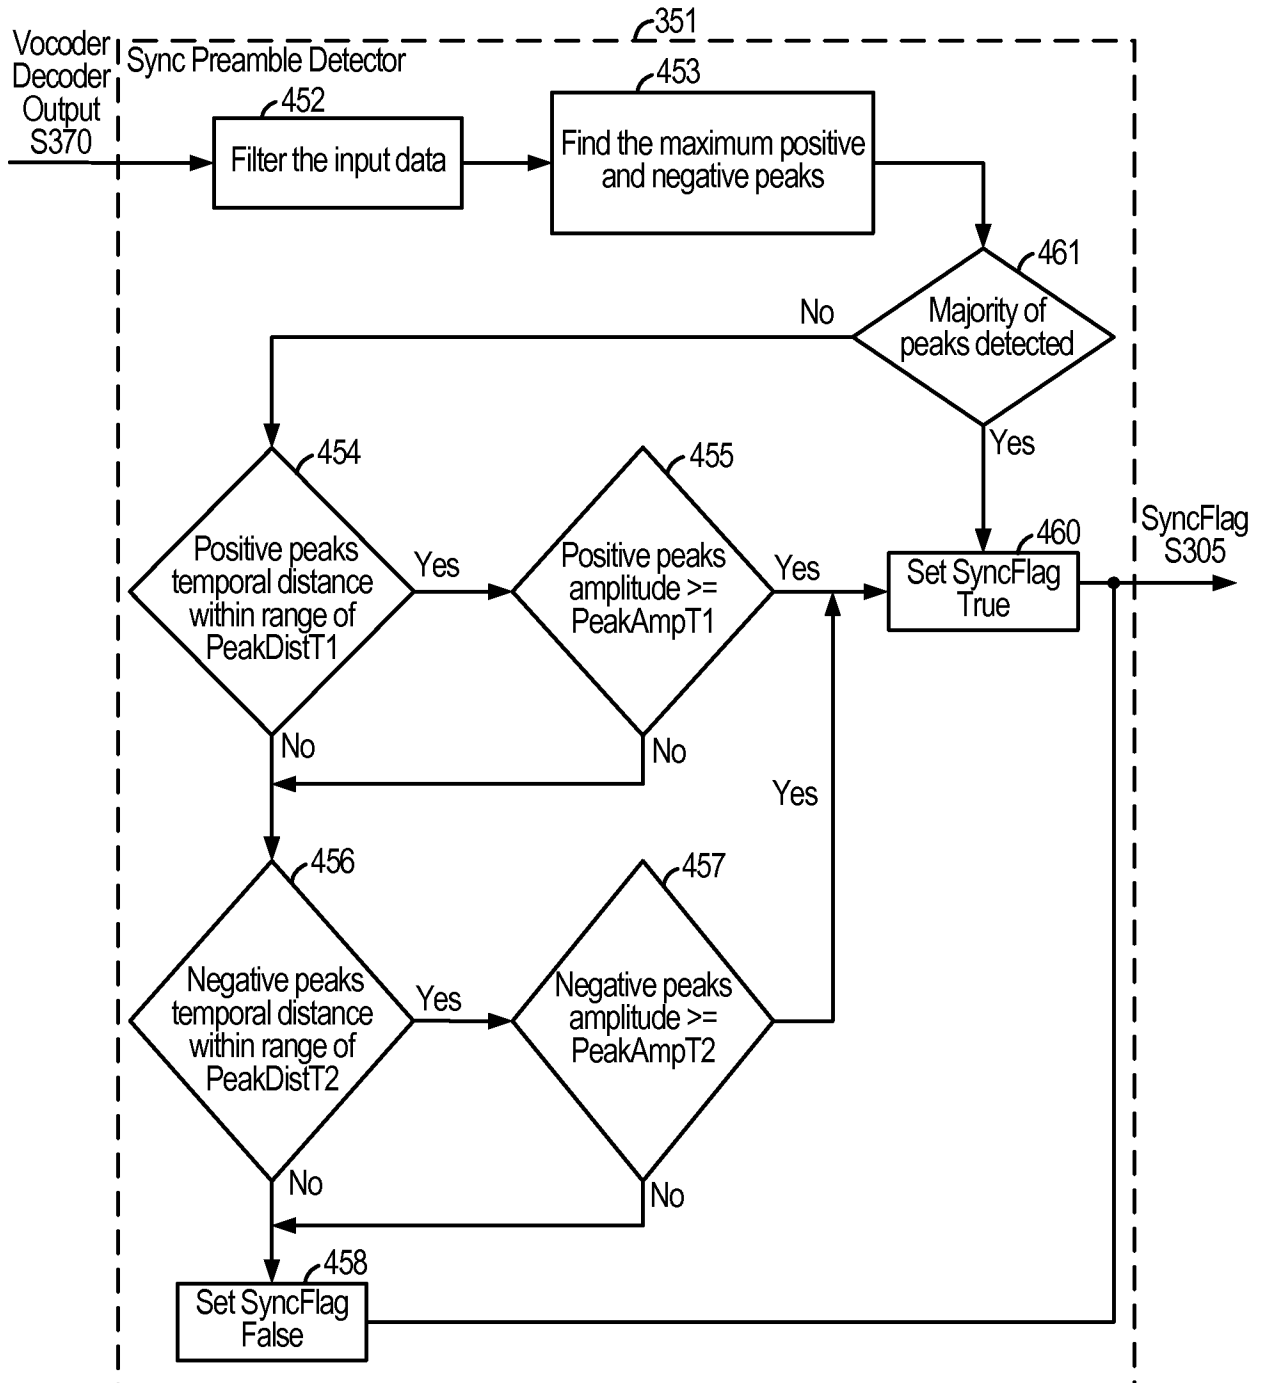 351
Vocoder
Decoder
Output
S370
Sync Preamble Detector
452
Filter the input data
453
Find the maximum positive
and negative peaks
461
Majority of
peaks detected
No
Yes
454
Positive peaks
temporal distance
within range of
PeakDistT1
Yes
No
455
Positive peaks
amplitude >=
PeakAmpT1
Yes
No
460
Set SyncFlag
True
SyncFlag
S305
456
Negative peaks
temporal distance
within range of
PeakDistT2
Yes
No
457
Negative peaks
amplitude >=
PeakAmpT2
Yes
No
458
Set SyncFlag
False